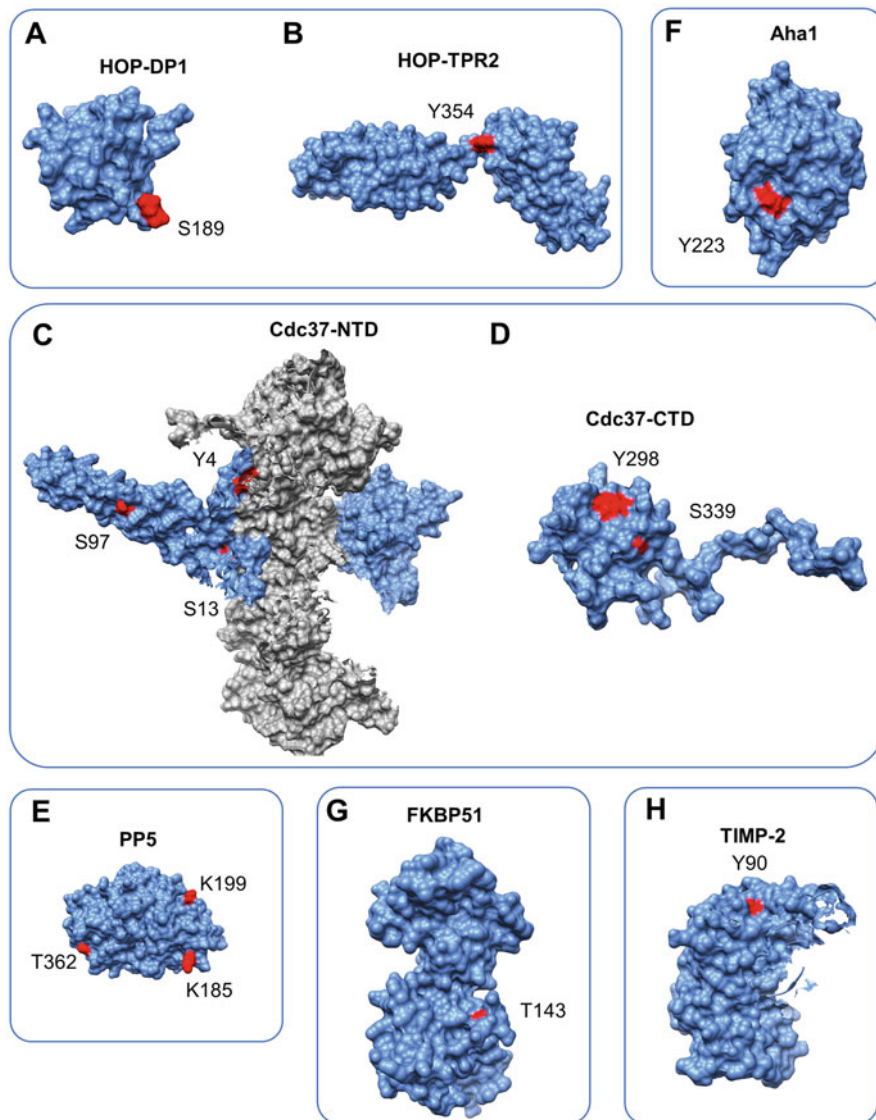 A
HOP-DP1
S189
B
HOP-TPR2
Y354
F
Aha1
Y223
C
Cdc37-NTD
Y4
S97
S13
D
Cdc37-CTD
Y298
S339
E
PP5
K199
T362
K185
G
FKBP51
T143
H
TIMP-2
Y90